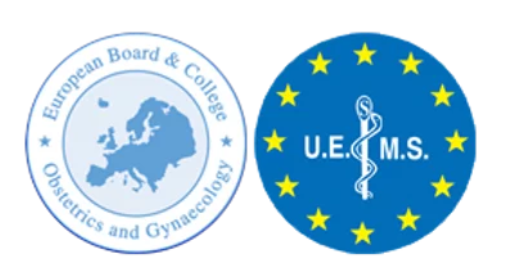 European Board & College
Obstetrics and Gynaecology
U.E. M.S.
S